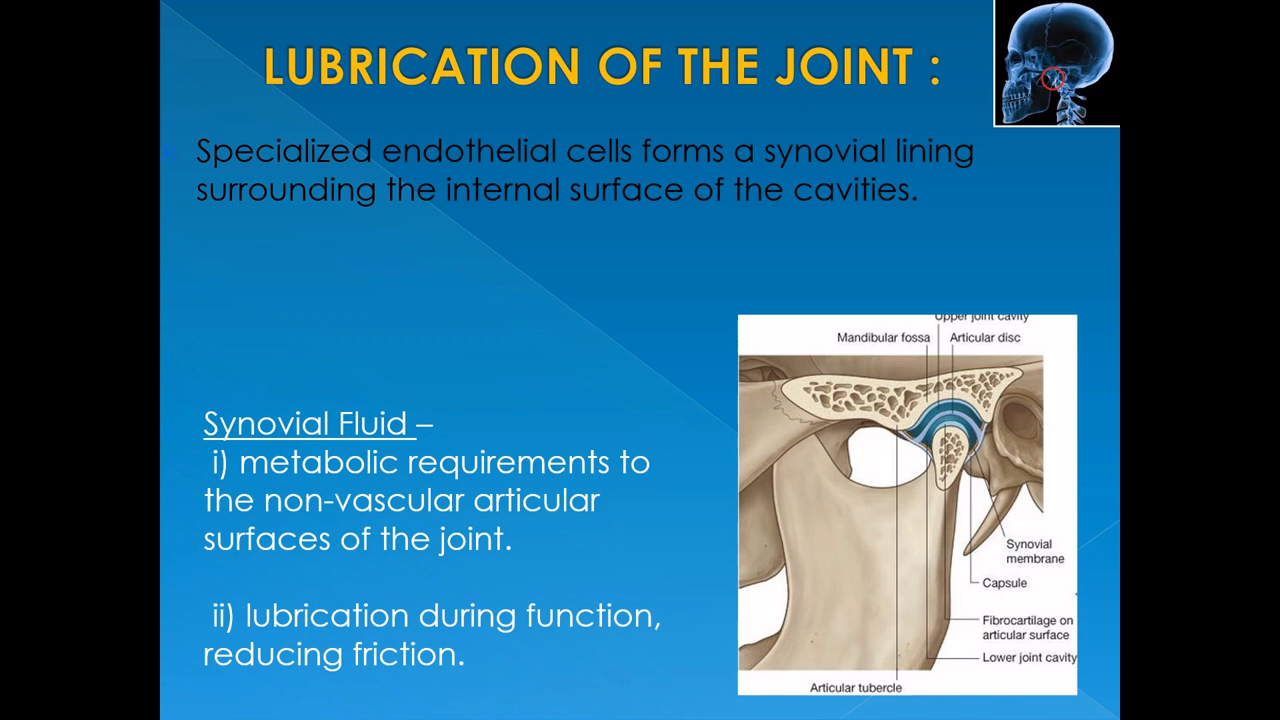 LUBRICATION OF THE JOINT :
Specialized endothelial cells forms a synovial lining
surrounding the internal surface of the cavities.
Synovial Fluid –
i) metabolic requirements to
the non-vascular articular
surfaces of the joint.
ii) lubrication during function,
reducing friction.
Upper joint cavity
Mandibular fossa
Articular disc
Synovial
membrane
Capsule
Fibrocartilage on
articular surface
Lower joint cavity
Articular tubercle